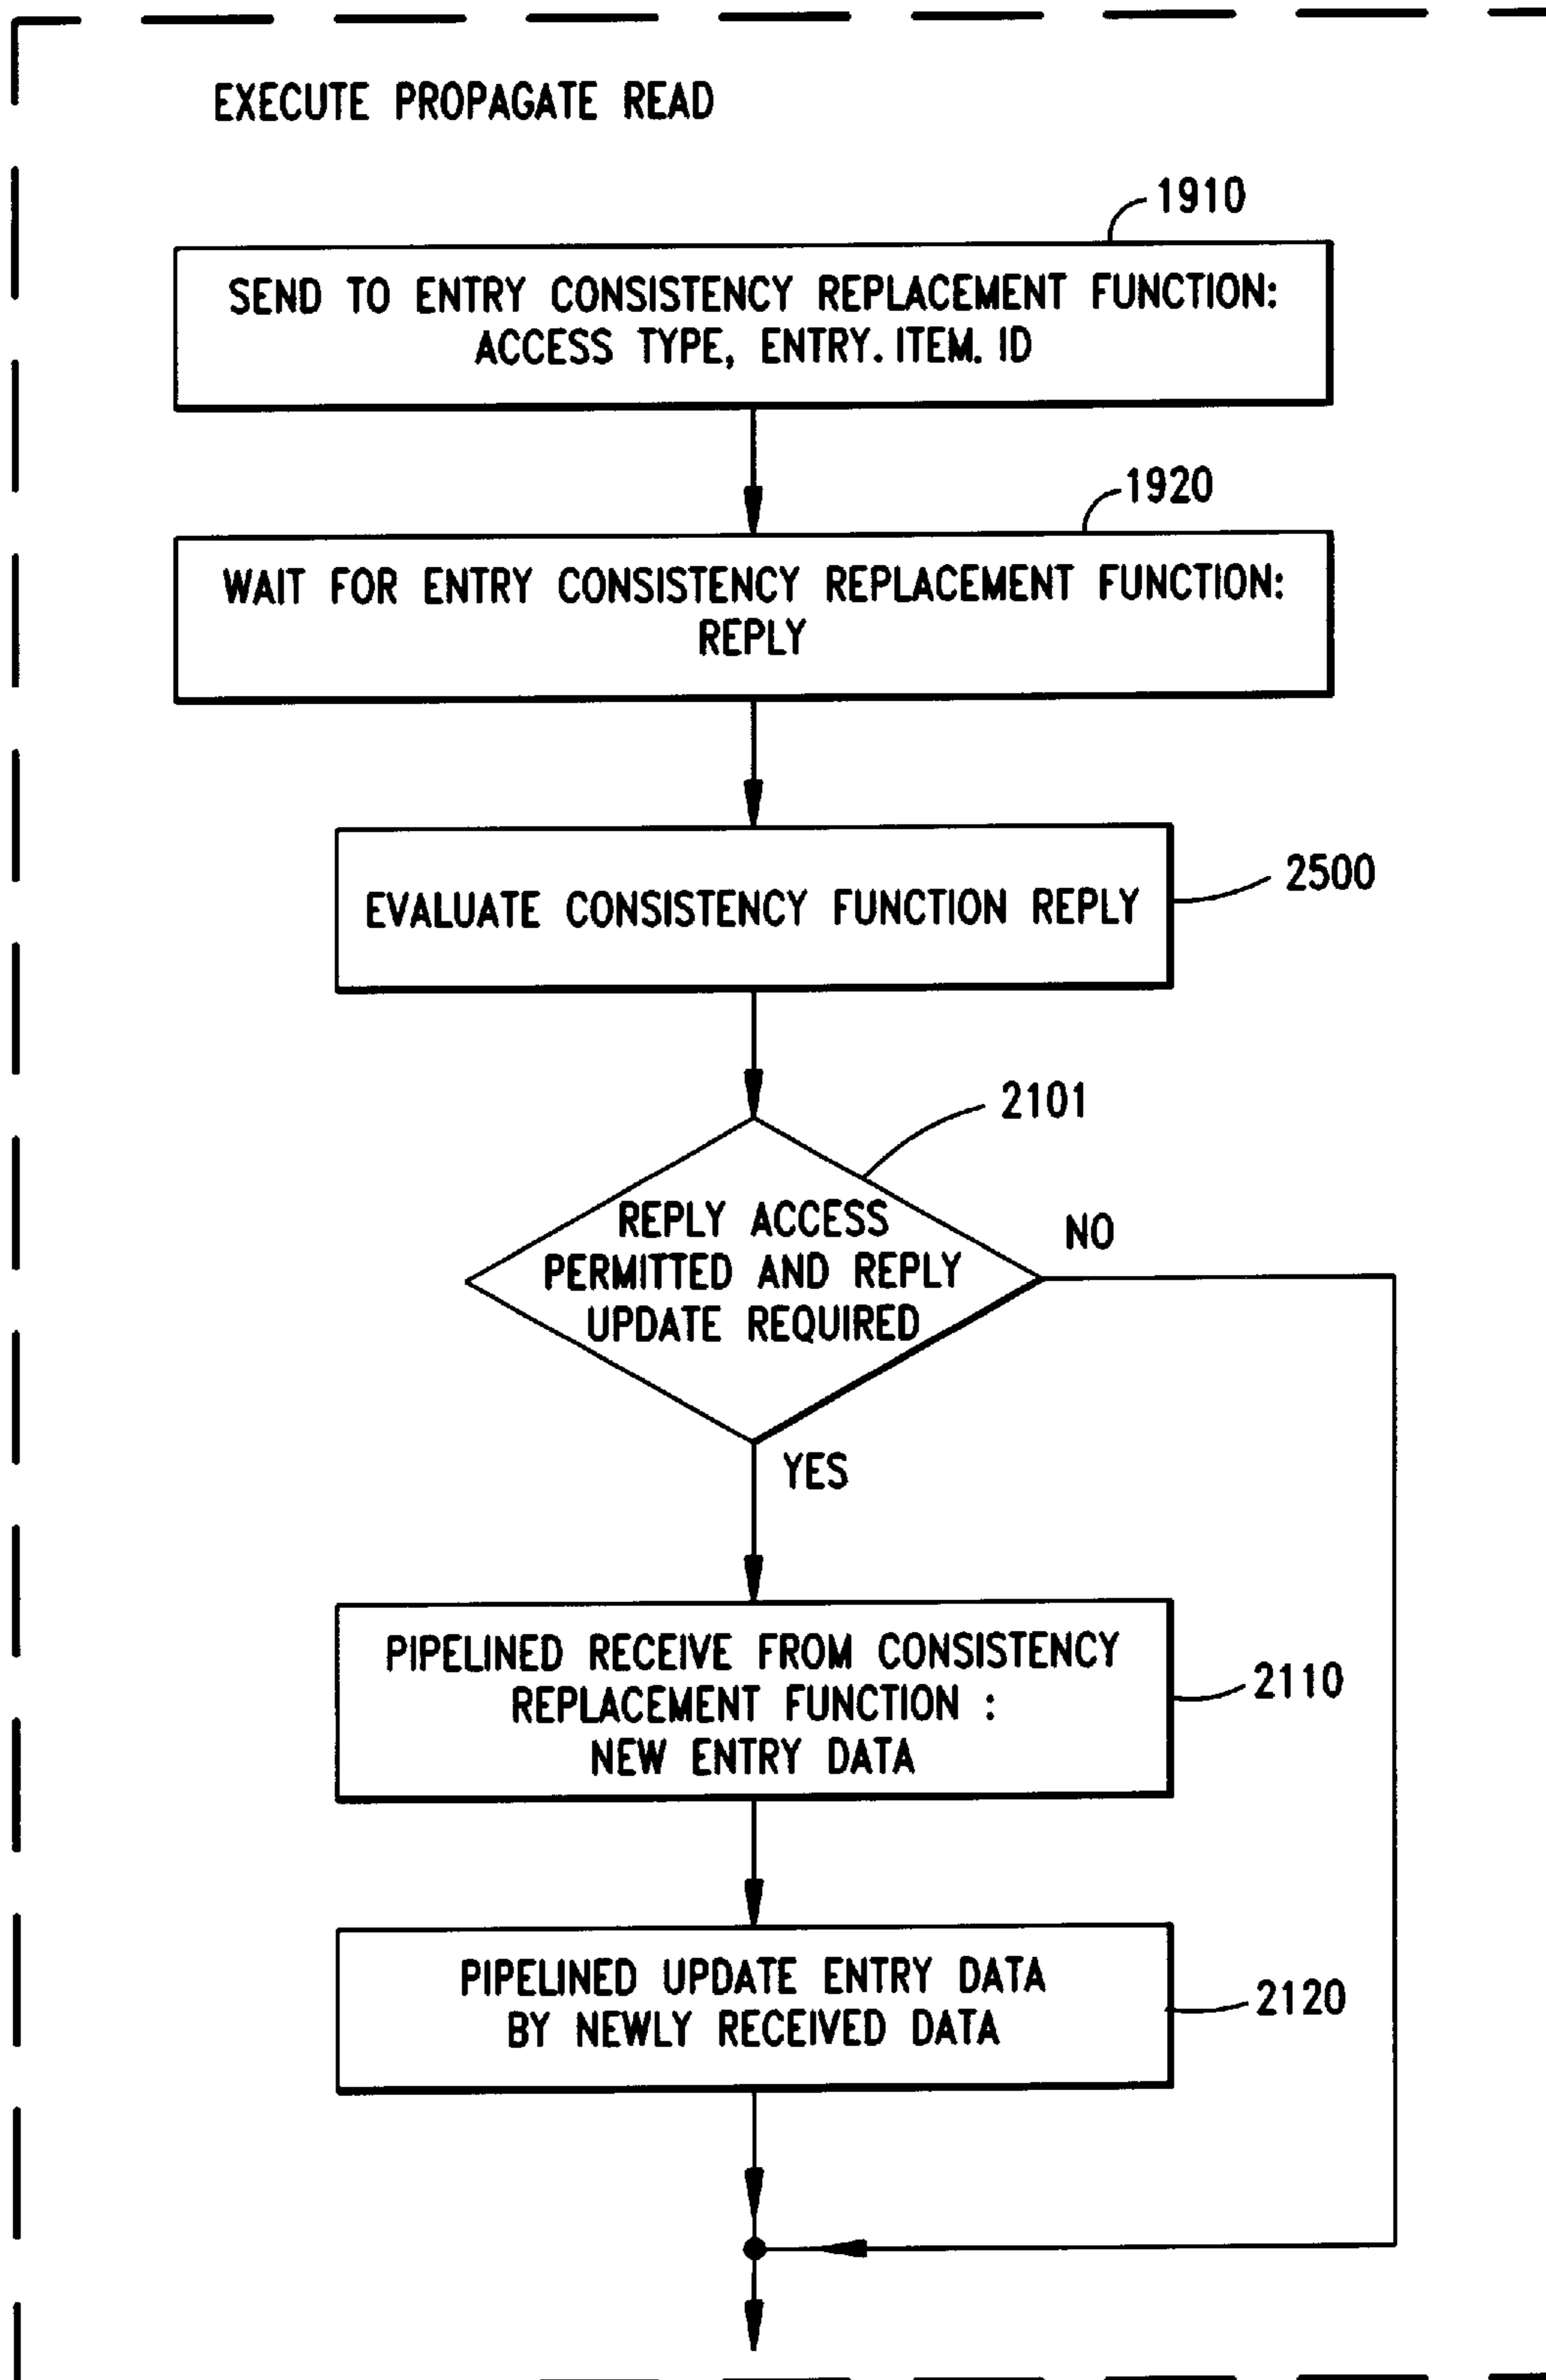 EXECUTE PROPAGATE READ
1910
SEND TO ENTRY CONSISTENCY REPLACEMENT FUNCTION:
ACCESS TYPE, ENTRY. ITEM. ID
1920
WAIT FOR ENTRY CONSISTENCY REPLACEMENT FUNCTION:
REPLY
2500
EVALUATE CONSISTENCY FUNCTION REPLY
2101
REPLY ACCESS
PERMITTED AND REPLY
UPDATE REQUIRED
NO
YES
PIPELINED RECEIVE FROM CONSISTENCY
REPLACEMENT FUNCTION :
NEW ENTRY DATA
2110
PIPELINED UPDATE ENTRY DATA
BY NEWLY RECEIVED DATA
2120